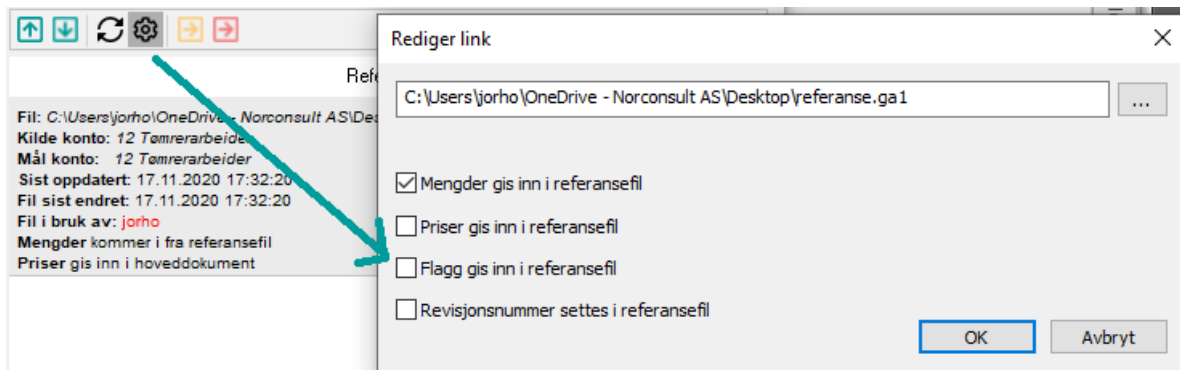 Rediger link
Refe
C:\Users\jorho\OneDrive - Norconsult AS\Desktop\referanse.ga1
...
Fil: C:\Users\jorho\OneDrive - Norconsult AS\Des
Kilde konto: 12 Tømrerarbeider
Mål konto: 12 Tømrerarbeider
Sist oppdatert: 17.11.2020 17:32:20
Fil sist endret: 17.11.2020 17:32:20
Fil i bruk av: jorho
Mengder kommer i fra referansefil
Priser gis inn i hoveddokument
Mengder gis inn i referansefil
Priser gis inn i referansefil
Flagg gis inn i referansefil
Revisjonsnummer settes i referansefil
OK
Avbryt